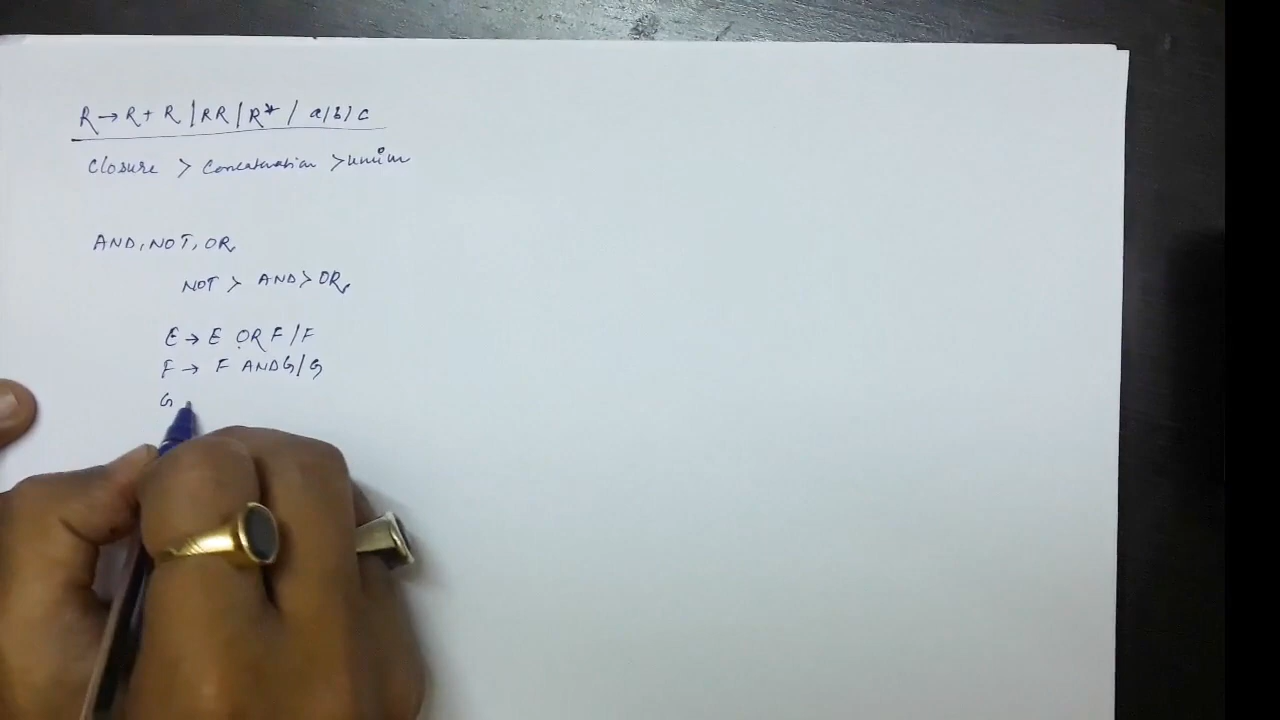 R → R + R / RR / R* / a/b/c
closure > concatenation > union
AND, NOT, OR
NOT > AND > OR
E → E OR F / F
F → F AND G / G
G